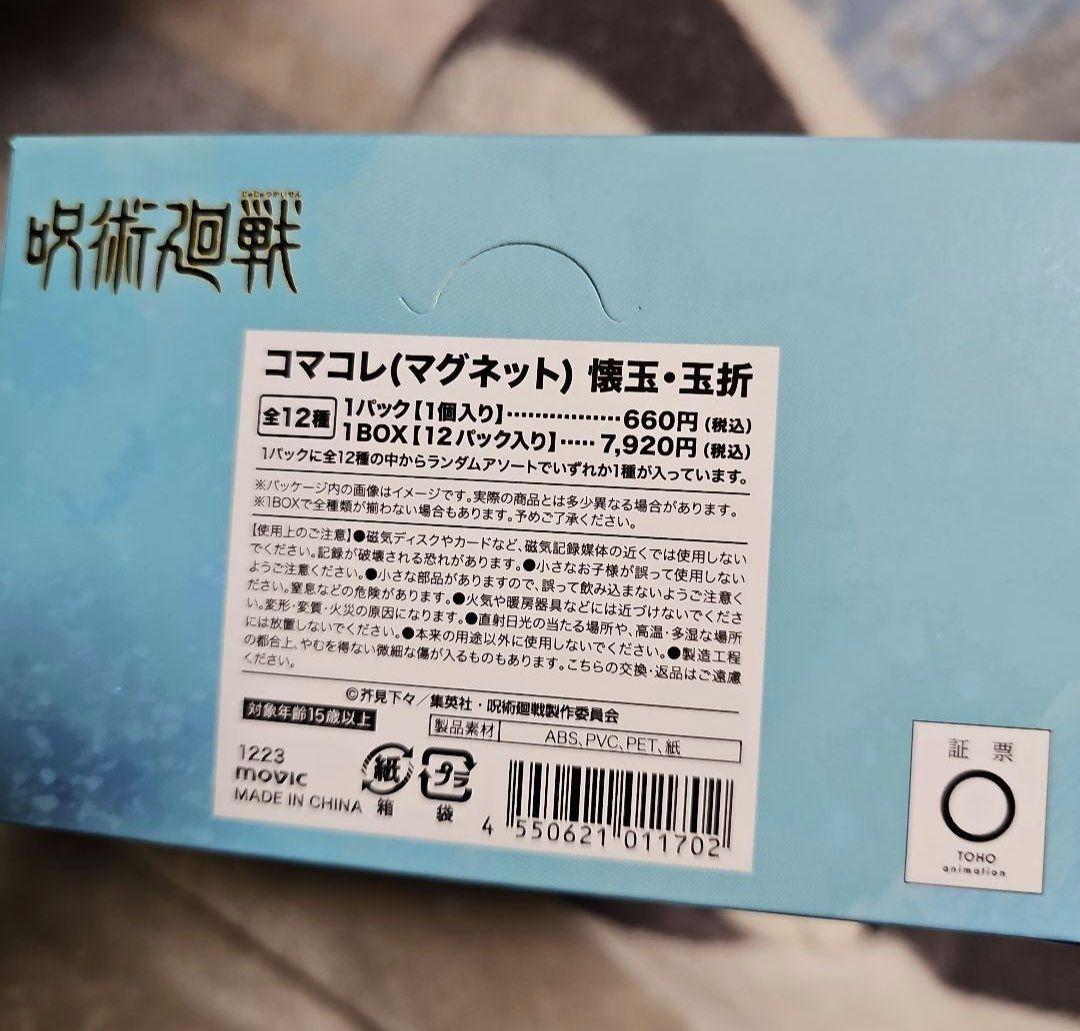 じゅじゅつかいせん
呪術廻戦
コマコレ(マグネット) 懐玉・玉折
全12種
1パック【1個入り】・・・・・・・・・・・・・・・・660円(税込)
1BOX【12パック入り】・・・・・7,920円(税込)
1パックに全12種の中からランダムアソートでいずれか1種が入っています。
※パッケージ内の画像はイメージです。実際の商品とは多少異なる場合があります。
※1BOXで全種類が揃わない場合もあります。予めご了承ください。
【使用上のご注意】●磁気ディスクやカードなど、磁気記録媒体の近くでは使用しない
でください。記録が破壊される恐れがあります。●小さなお子様が誤って使用しない
ようご注意ください。●小さな部品がありますので、誤って飲み込まないようご注意く
ださい。窒息などの危険があります。●火気や暖房器具などには近づけないでくださ
い。変形・変質・火災の原因になります。●直射日光の当たる場所や、高温・多湿な場所
には放置しないでください。●本来の用途以外に使用しないでください。●製造工程
の都合上、やむを得ない微細な傷が入るものもあります。こちらの交換・返品はご遠慮
ください。
©芥見下々／集英社・呪術廻戦製作委員会
対象年齢15歳以上
製品素材 ABS、PVC、PET、紙
1223
movic
MADE IN CHINA
紙
箱
プラ
袋
4 550621 011702
証票
TOHO
animation